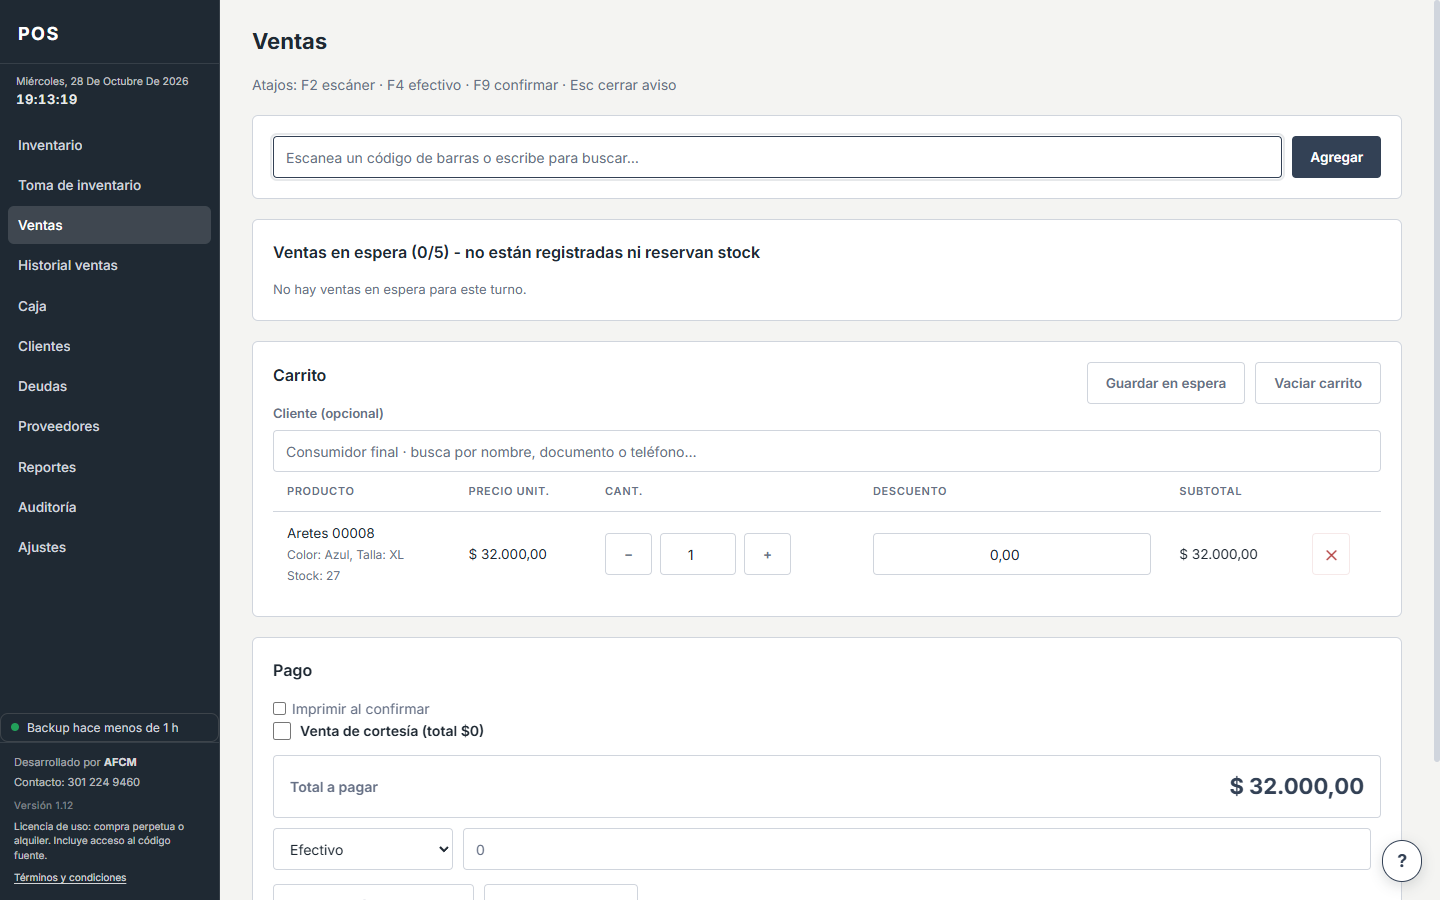 POS
Miércoles, 28 De Octubre De 2026
19:13:19
Inventario
Toma de inventario
Ventas
Historial ventas
Caja
Clientes
Deudas
Proveedores
Reportes
Auditoría
Ajustes
Backup hace menos de 1 h
Desarrollado por AFCM
Contacto: 301 224 9460
Versión 1.12
Licencia de uso: compra perpetua o
alquiler. Incluye acceso al código
fuente.
Términos y condiciones
Ventas
Atajos: F2 escáner · F4 efectivo · F9 confirmar · Esc cerrar aviso
Escanea un código de barras o escribe para buscar...
Agregar
Ventas en espera (0/5) - no están registradas ni reservan stock
No hay ventas en espera para este turno.
Carrito
Guardar en espera
Vaciar carrito
Cliente (opcional)
Consumidor final · busca por nombre, documento o teléfono...
PRODUCTO PRECIO UNIT. CANT. DESCUENTO SUBTOTAL
Aretes 00008
Color: Azul, Talla: XL
Stock: 27
$ 32.000,00
− 1 +
0,00
$ 32.000,00
×
Pago
Imprimir al confirmar
Venta de cortesía (total $0)
Total a pagar $ 32.000,00
Efectivo 0
?